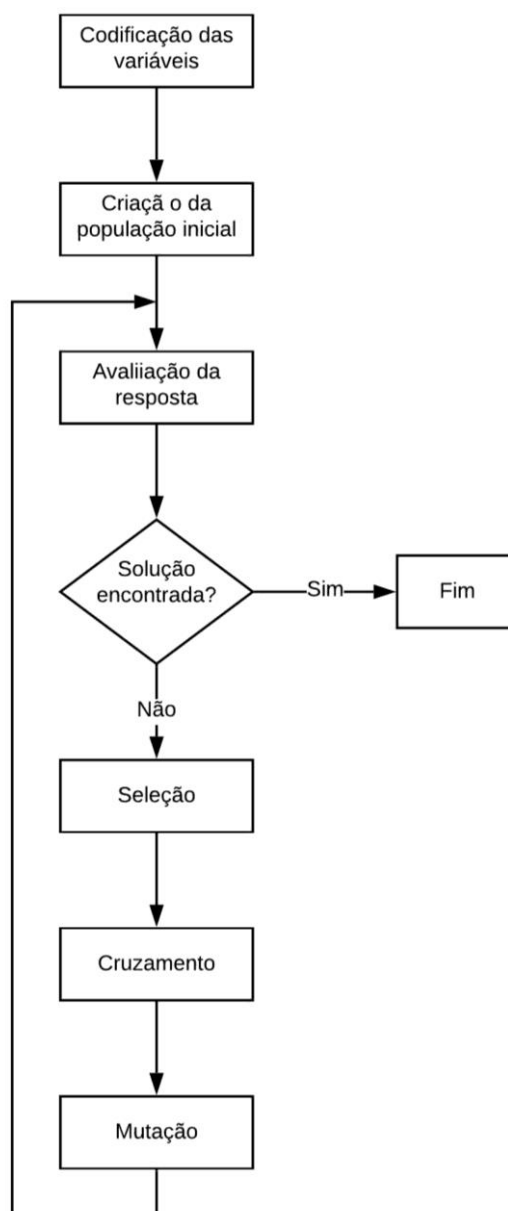 Codificação das
variáveis
Criaçã o da
população inicial
Avaliiação da
resposta
Solução
encontrada?
Sim
Fim
Não
Seleção
Cruzamento
Mutação